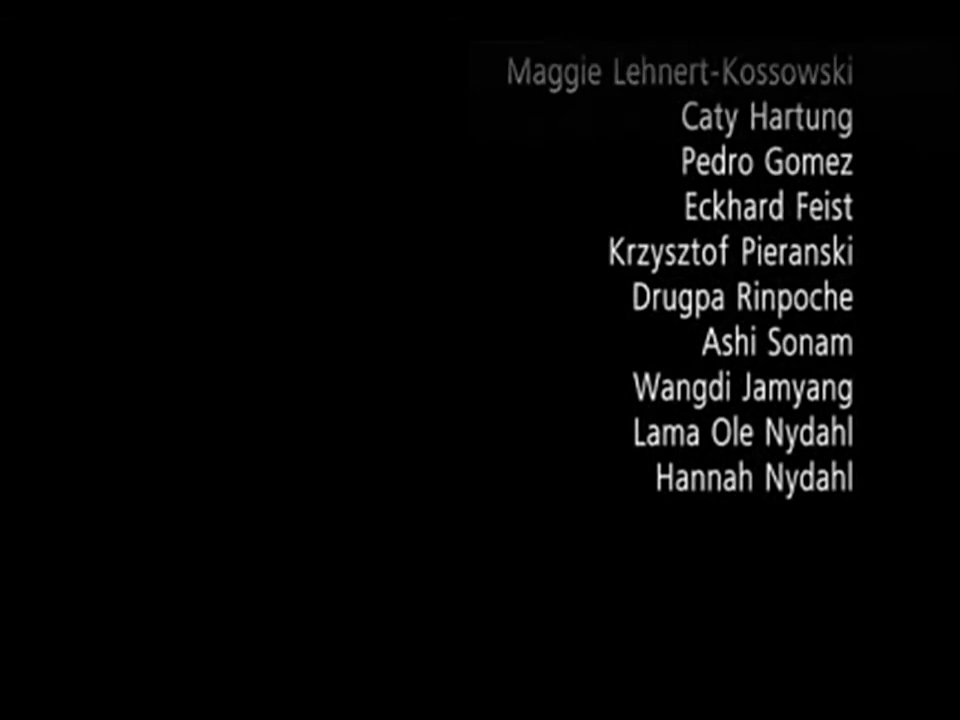 Maggie Lehnert-Kossowski
Caty Hartung
Pedro Gomez
Eckhard Feist
Krzysztof Pieranski
Drugpa Rinpoche
Ashi Sonam
Wangdi Jamyang
Lama Ole Nydahl
Hannah Nydahl